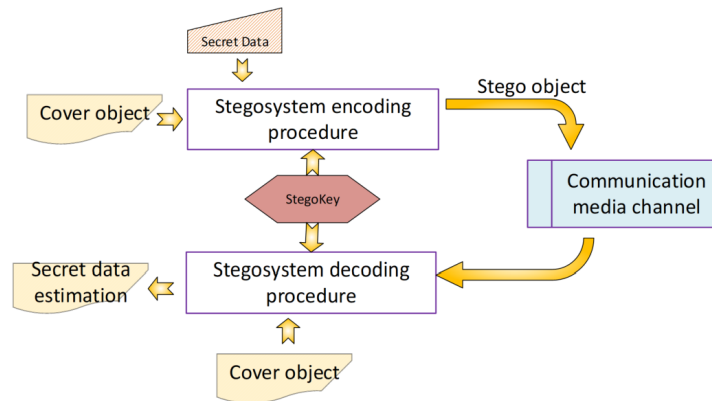 Secret Data
Stego object
Cover object
Stegosystem encoding
procedure
StegoKey
Communication
media channel
Secret data
estimation
Stegosystem decoding
procedure
Cover object